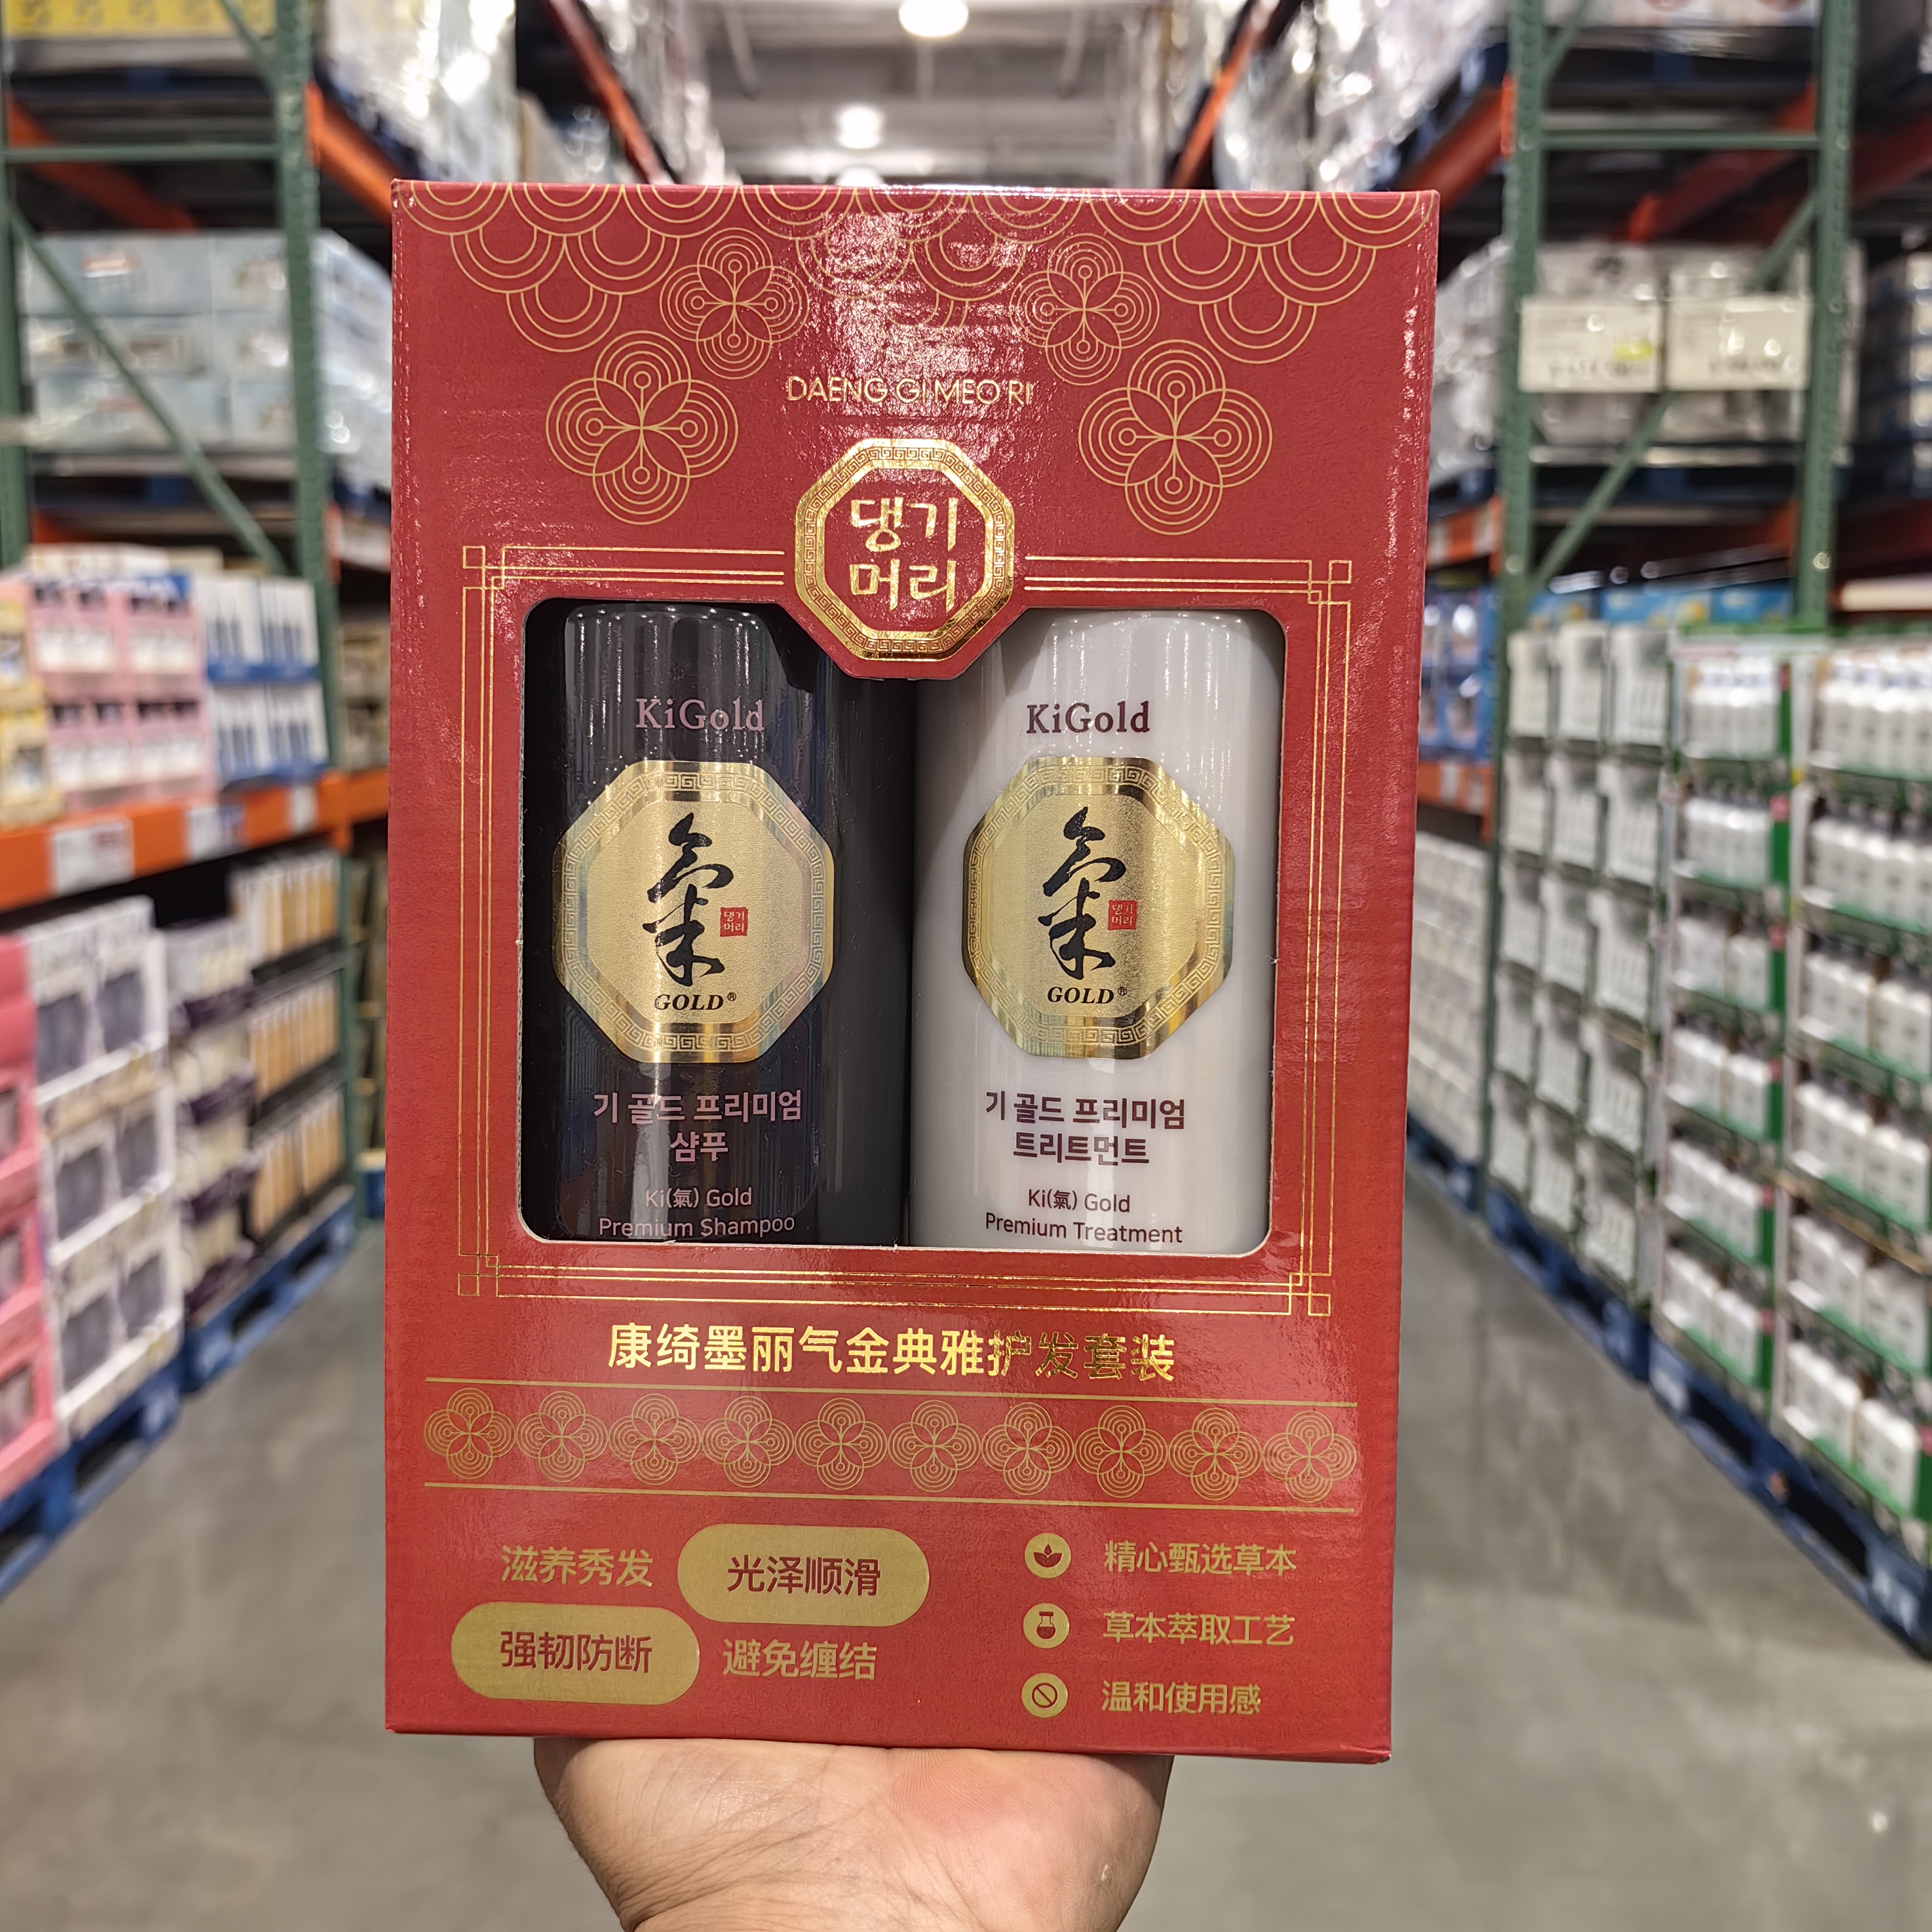 DAENG GI MEO RI
댕기
머리
KiGold
氣
댕기
머리
GOLD®
기 골드 프리미엄
샴푸
Ki(氣) Gold
Premium Shampoo
KiGold
氣
댕기
머리
GOLD®
기 골드 프리미엄
트리트먼트
Ki(氣) Gold
Premium Treatment
康绮墨丽气金典雅护发套装
滋养秀发
光泽顺滑
强韧防断
避免缠结
精心甄选草本
草本萃取工艺
温和使用感